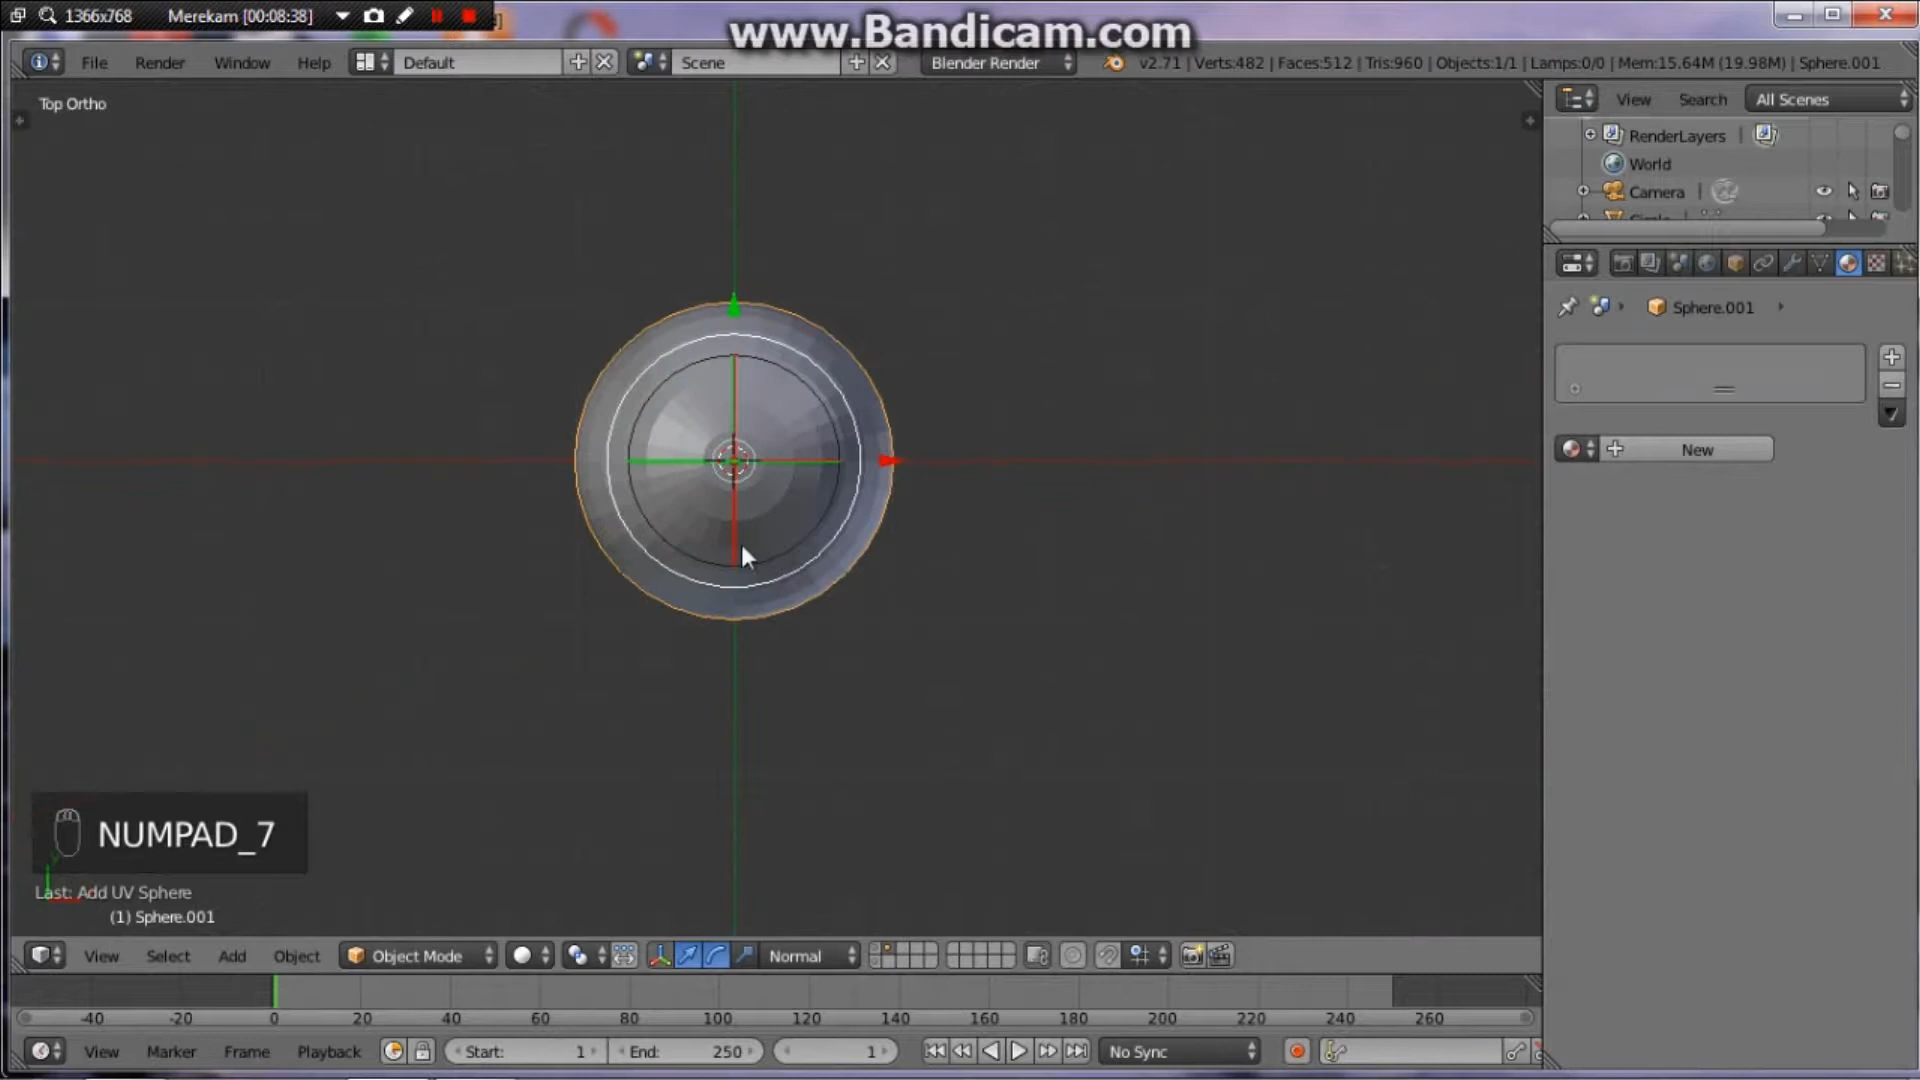 1366x768 Merekam [00:08:38]
www.Bandicam.com
File Render Window Help Default Scene Blender Render v2.71 | Verts:482 | Faces:512 | Tris:960 | Objects:1/1 | Lamps:0/0 | Mem:15.64M (19.98M) | Sphere.001
Top Ortho
View Search All Scenes
RenderLayers
World
Camera
Circle
Sphere.001
New
NUMPAD_7
Last: Add UV Sphere
(1) Sphere.001
View Select Add Object Object Mode Normal
-40 -20 0 20 40 60 80 100 120 140 160 180 200 220 240 260
View Marker Frame Playback Start: 1 End: 250 1 No Sync